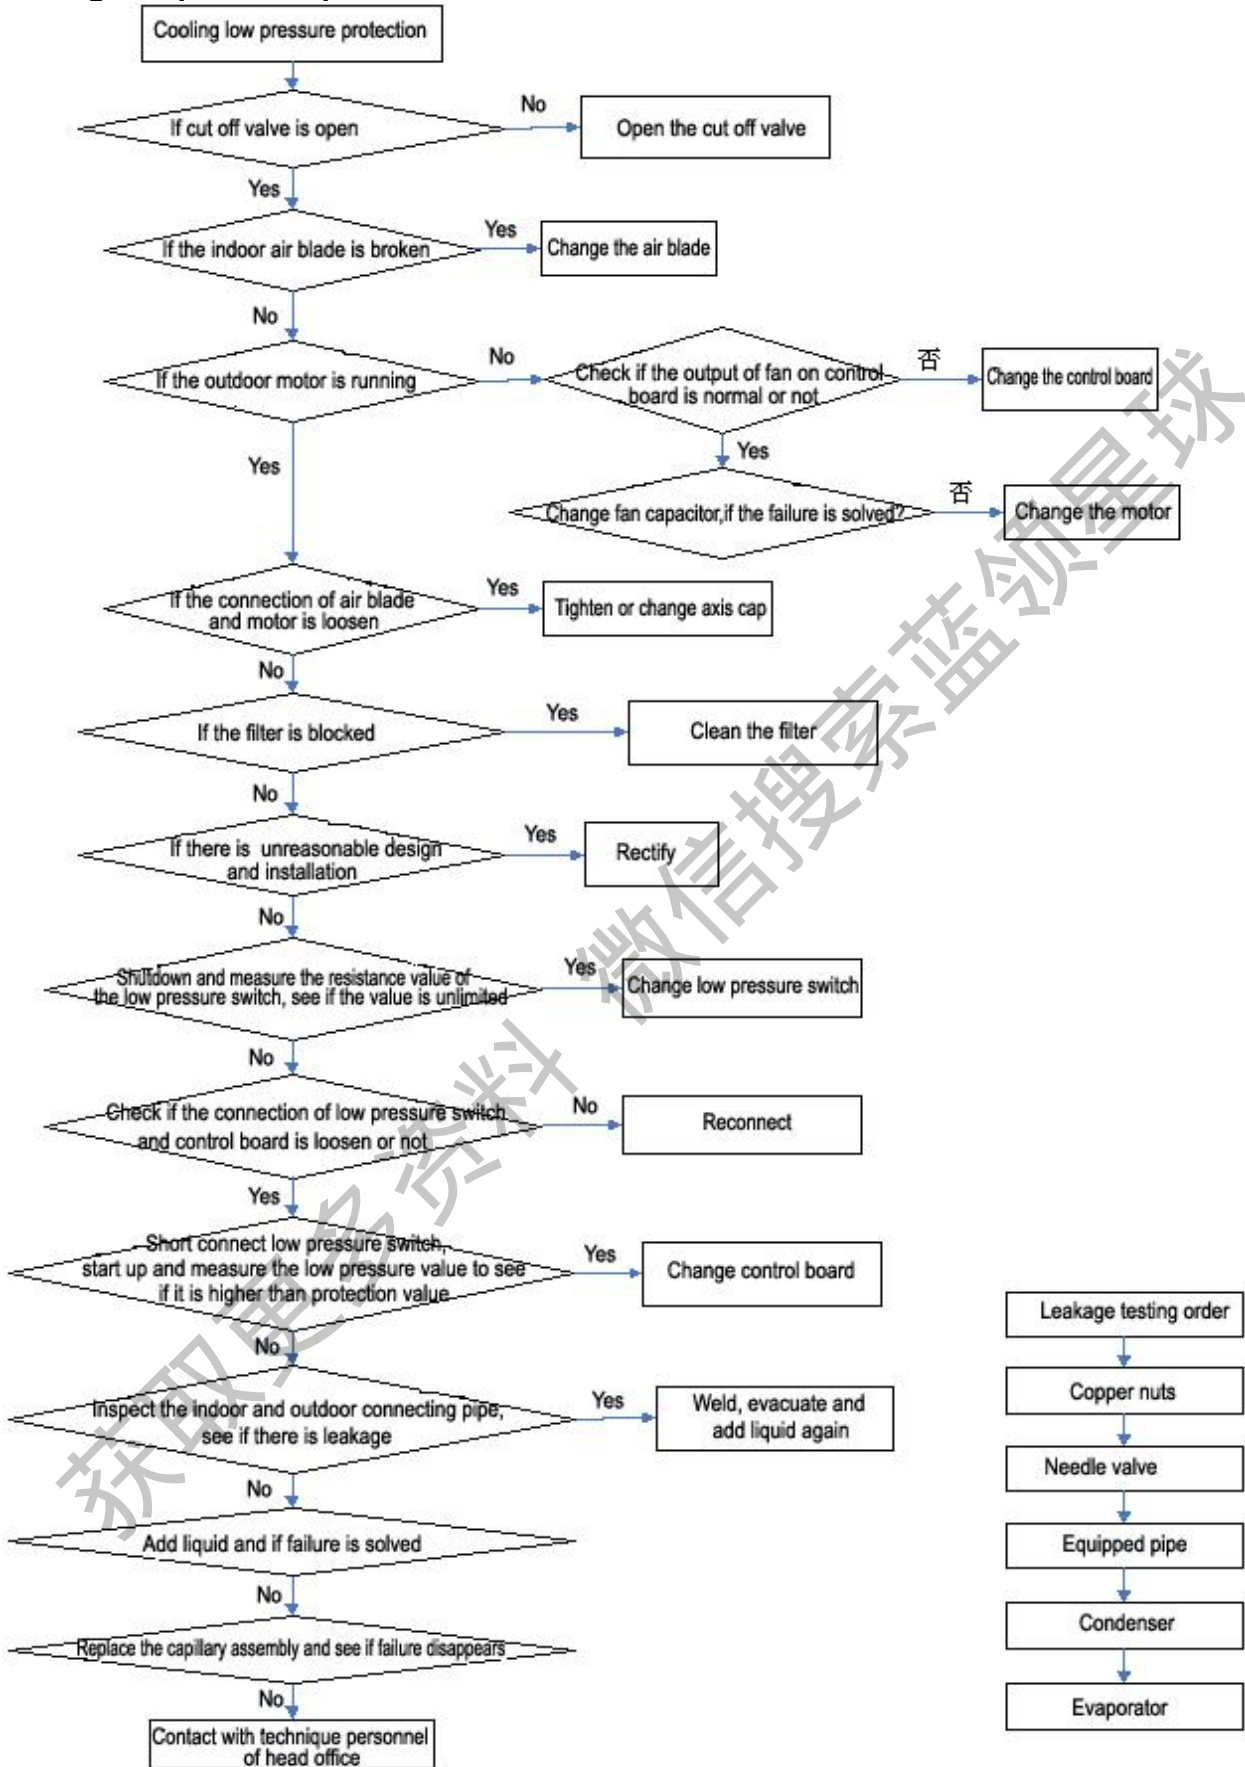 Cooling low pressure protection
If cut off valve is open
No
Open the cut off valve
Yes
If the indoor air blade is broken
Yes
Change the air blade
No
If the outdoor motor is running
No
Check if the output of fan on control
board is normal or not
否
Change the control board
Yes
Yes
Change fan capacitor,if the failure is solved?
否
Change the motor
If the connection of air blade
and motor is loosen
Yes
Tighten or change axis cap
No
If the filter is blocked
Yes
Clean the filter
No
If there is unreasonable design
and installation
Yes
Rectify
No
Shutdown and measure the resistance value of
the low pressure switch, see if the value is unlimited
Yes
Change low pressure switch
No
Check if the connection of low pressure switch
and control board is loosen or not
No
Reconnect
Yes
Short connect low pressure switch,
start up and measure the low pressure value to see
if it is higher than protection value
Yes
Change control board
No
Inspect the indoor and outdoor connecting pipe,
see if there is leakage
Yes
Weld, evacuate and
add liquid again
No
Add liquid and if failure is solved
No
Replace the capillary assembly and see if failure disappears
No
Contact with technique personnel
of head office
Leakage testing order
Copper nuts
Needle valve
Equipped pipe
Condenser
Evaporator
获取更多资料 微信搜索蓝领星球